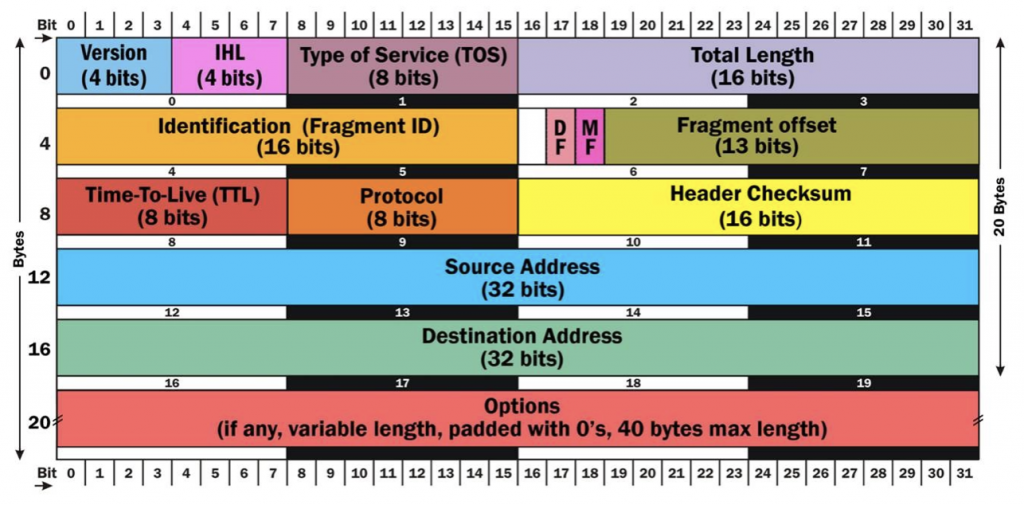 Bit 0 1 2 3 4 5 6 7 8 9 10 11 12 13 14 15 16 17 18 19 20 21 22 23 24 25 26 27 28 29 30 31
Version
(4 bits)
IHL
(4 bits)
Type of Service (TOS)
(8 bits)
Total Length
(16 bits)
0
0 1 2 3
Identification (Fragment ID)
(16 bits)
D
F
M
F
Fragment offset
(13 bits)
4
4 5 6 7
Time-To-Live (TTL)
(8 bits)
Protocol
(8 bits)
Header Checksum
(16 bits)
8
8 9 10 11
Source Address
(32 bits)
12
12 13 14 15
Destination Address
(32 bits)
16
16 17 18 19
Options
(if any, variable length, padded with 0's, 40 bytes max length)
20
Bytes
20 Bytes
Bit 0 1 2 3 4 5 6 7 8 9 10 11 12 13 14 15 16 17 18 19 20 21 22 23 24 25 26 27 28 29 30 31